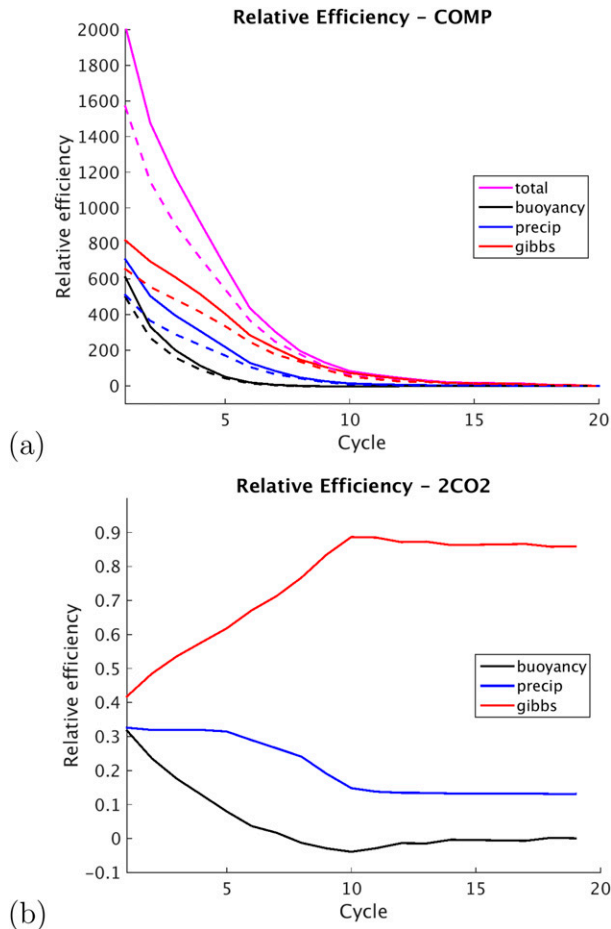 Relative Efficiency – COMP
2000
1800
1600
1400
1200
1000
800
600
400
200
0
Relative efficiency
total
buoyancy
precip
gibbs
5 10 15 20
Cycle
(a)
Relative Efficiency – 2CO2
0.9
0.8
0.7
0.6
0.5
0.4
0.3
0.2
0.1
0
−0.1
Relative efficiency
buoyancy
precip
gibbs
5 10 15 20
Cycle
(b)